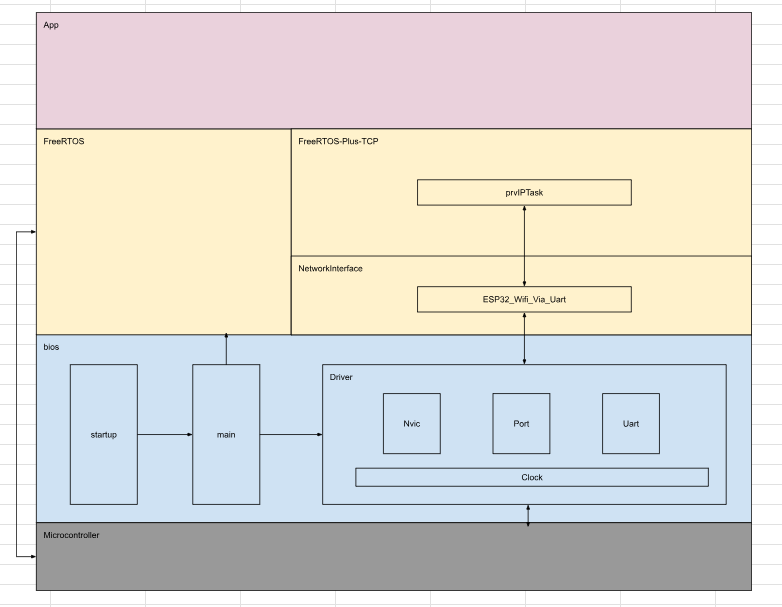 App
FreeRTOS
FreeRTOS-Plus-TCP
prvIPTask
NetworkInterface
ESP32_Wifi_Via_Uart
bios
startup
main
Driver
Nvic
Port
Uart
Clock
Microcontroller